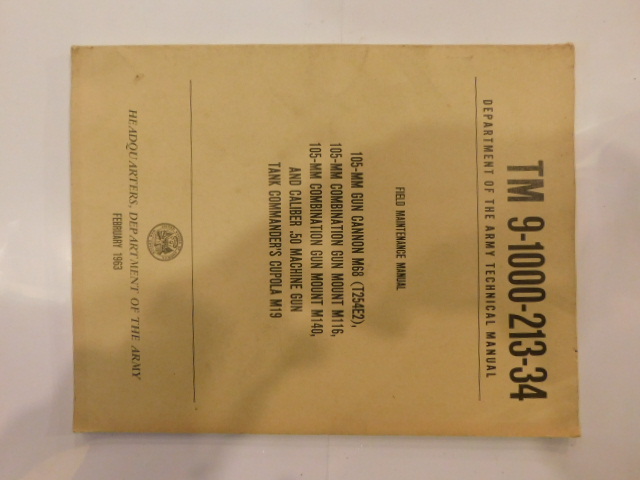 TM 9-1000-213-34
DEPARTMENT OF THE ARMY TECHNICAL MANUAL
FIELD MAINTENANCE MANUAL
105-MM GUN CANNON M68 (T254E2),
105-MM COMBINATION GUN MOUNT M116,
105-MM COMBINATION GUN MOUNT M140,
AND CALIBER .50 MACHINE GUN
TANK COMMANDER'S CUPOLA M19
HEADQUARTERS, DEPARTMENT OF THE ARMY
FEBRUARY 1963